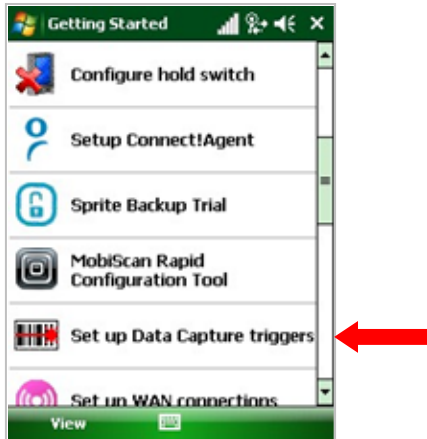 Getting Started
Configure hold switch
Setup Connect!Agent
Sprite Backup Trial
MobiScan Rapid
Configuration Tool
Set up Data Capture triggers
Set up WAN connections
View